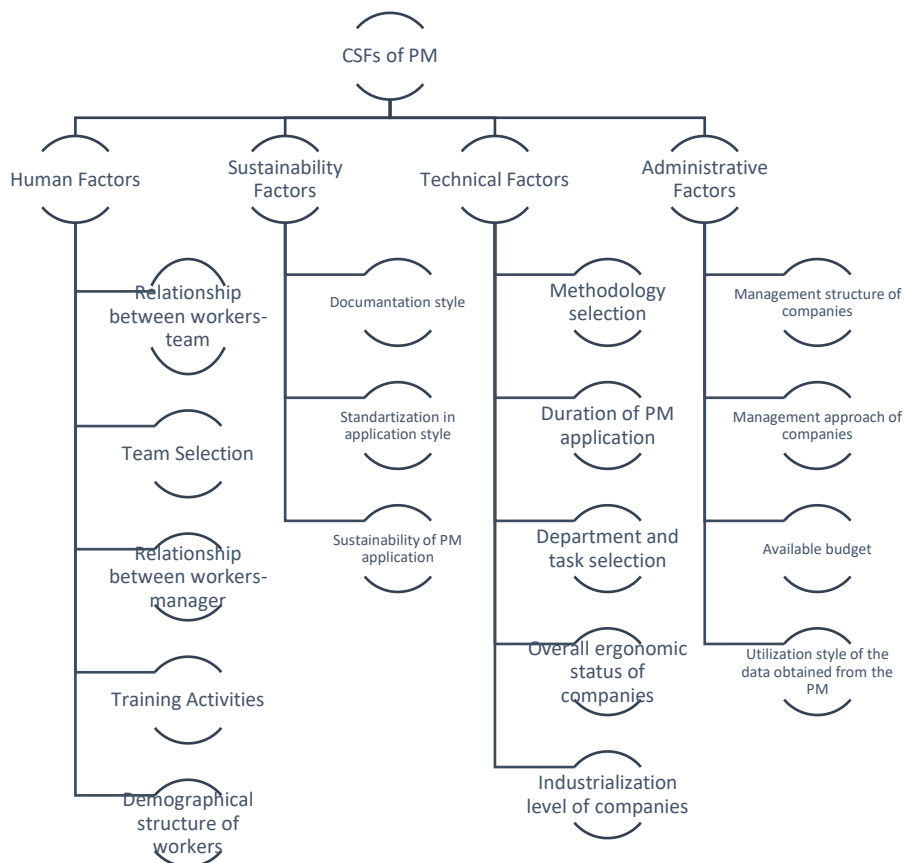 CSFs of PM
Human Factors
Relationship
between workers-
team
Team Selection
Relationship
between workers-
manager
Training Activities
Demographical
structure of
workers
Sustainability
Factors
Documantation style
Standartization in
application style
Sustainability of PM
application
Technical Factors
Methodology
selection
Duration of PM
application
Department and
task selection
Overall ergonomic
status of
companies
Industrialization
level of companies
Administrative
Factors
Management structure of
companies
Management approach of
companies
Available budget
Utilization style of the
data obtained from the
PM